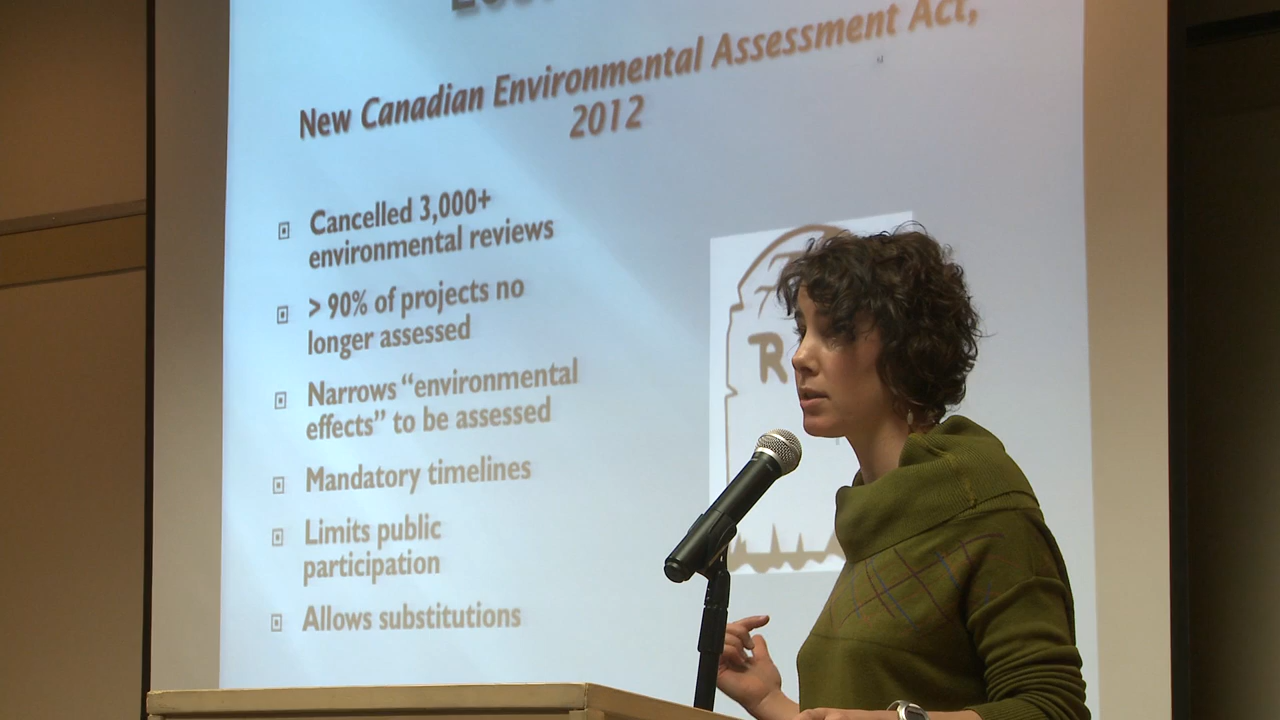 New Canadian Environmental Assessment Act,
2012
Cancelled 3,000+
environmental reviews
> 90% of projects no
longer assessed
Narrows “environmental
effects” to be assessed
Mandatory timelines
Limits public
participation
Allows substitutions
R